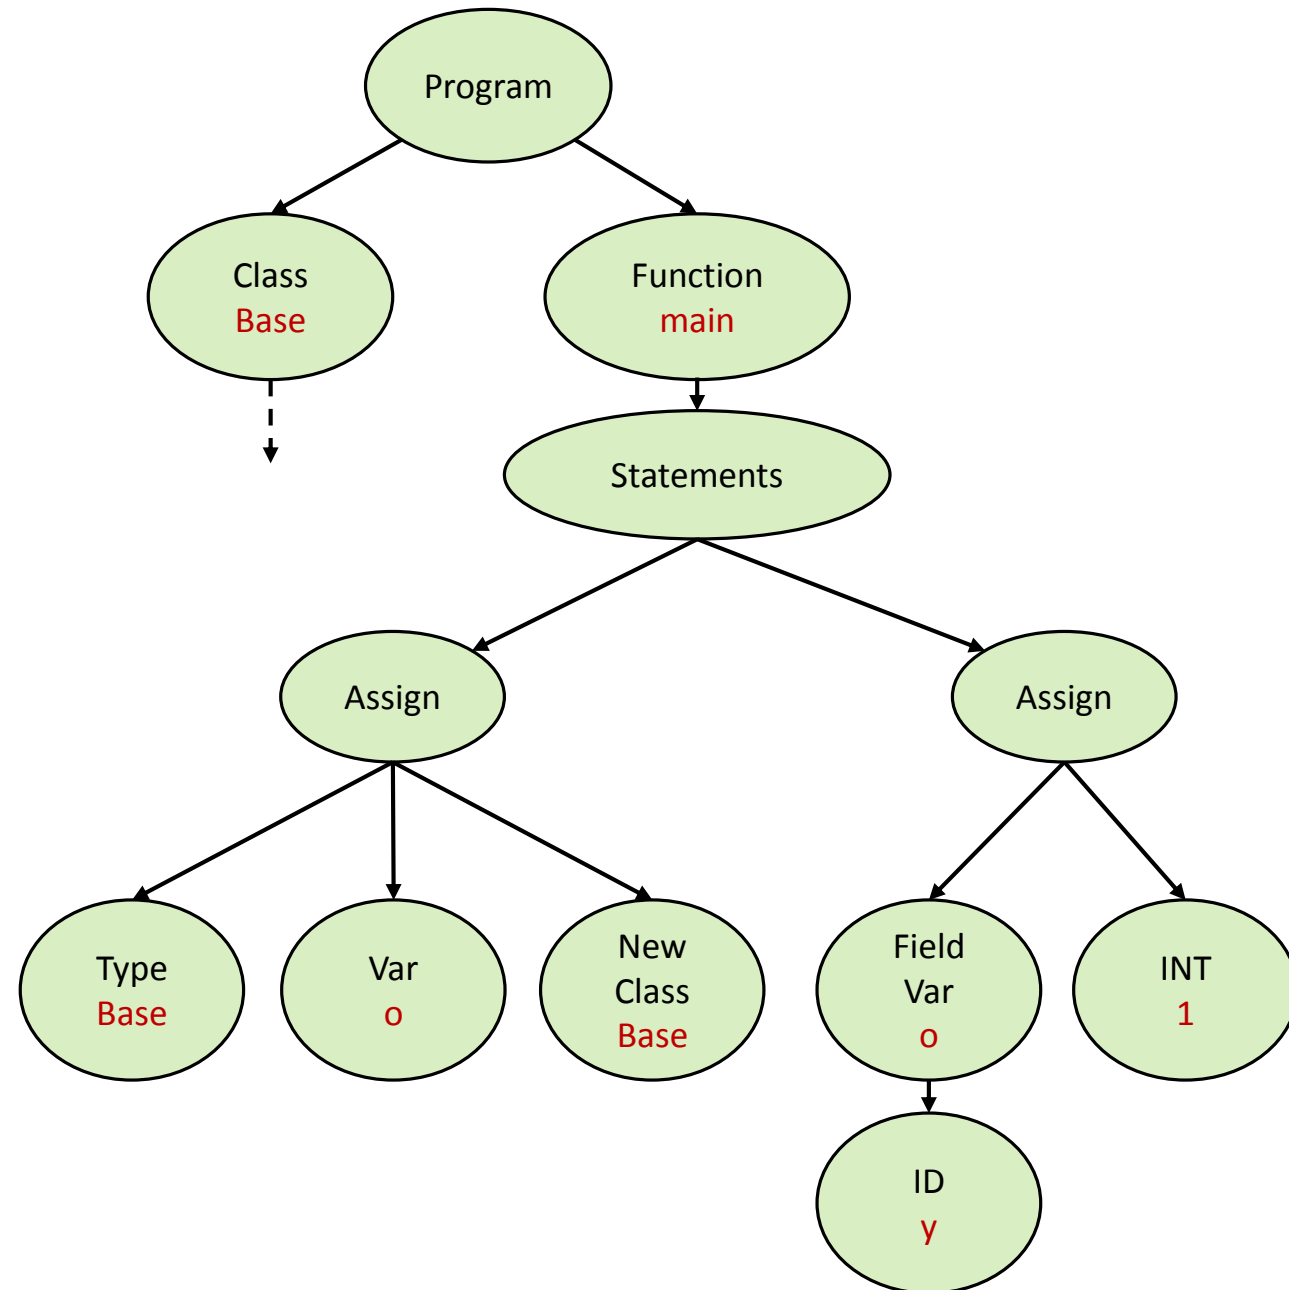 Program
Class
Base
Function
main
Statements
Assign
Assign
Type
Base
Var
o
New
Class
Base
Field
Var
o
INT
1
ID
y